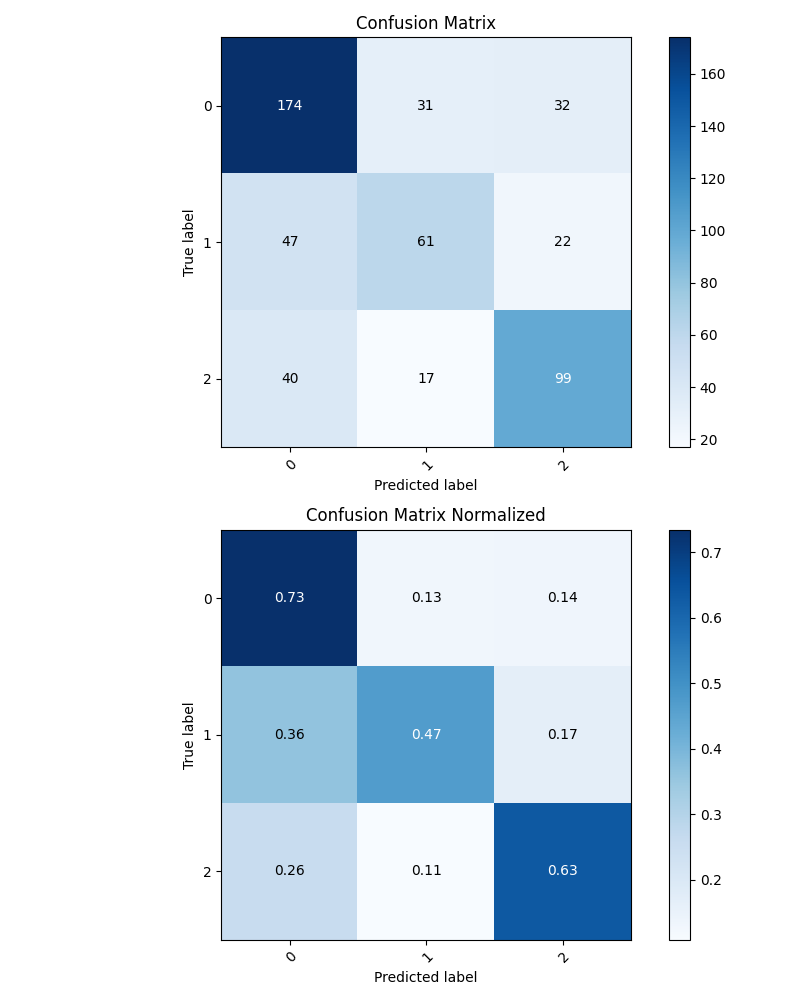 Confusion Matrix
0 174 31 32
1 47 61 22
2 40 17 99
0 1 2
Predicted label
True label
160
140
120
100
80
60
40
20
Confusion Matrix Normalized
0 0.73 0.13 0.14
1 0.36 0.47 0.17
2 0.26 0.11 0.63
0 1 2
Predicted label
True label
0.7
0.6
0.5
0.4
0.3
0.2